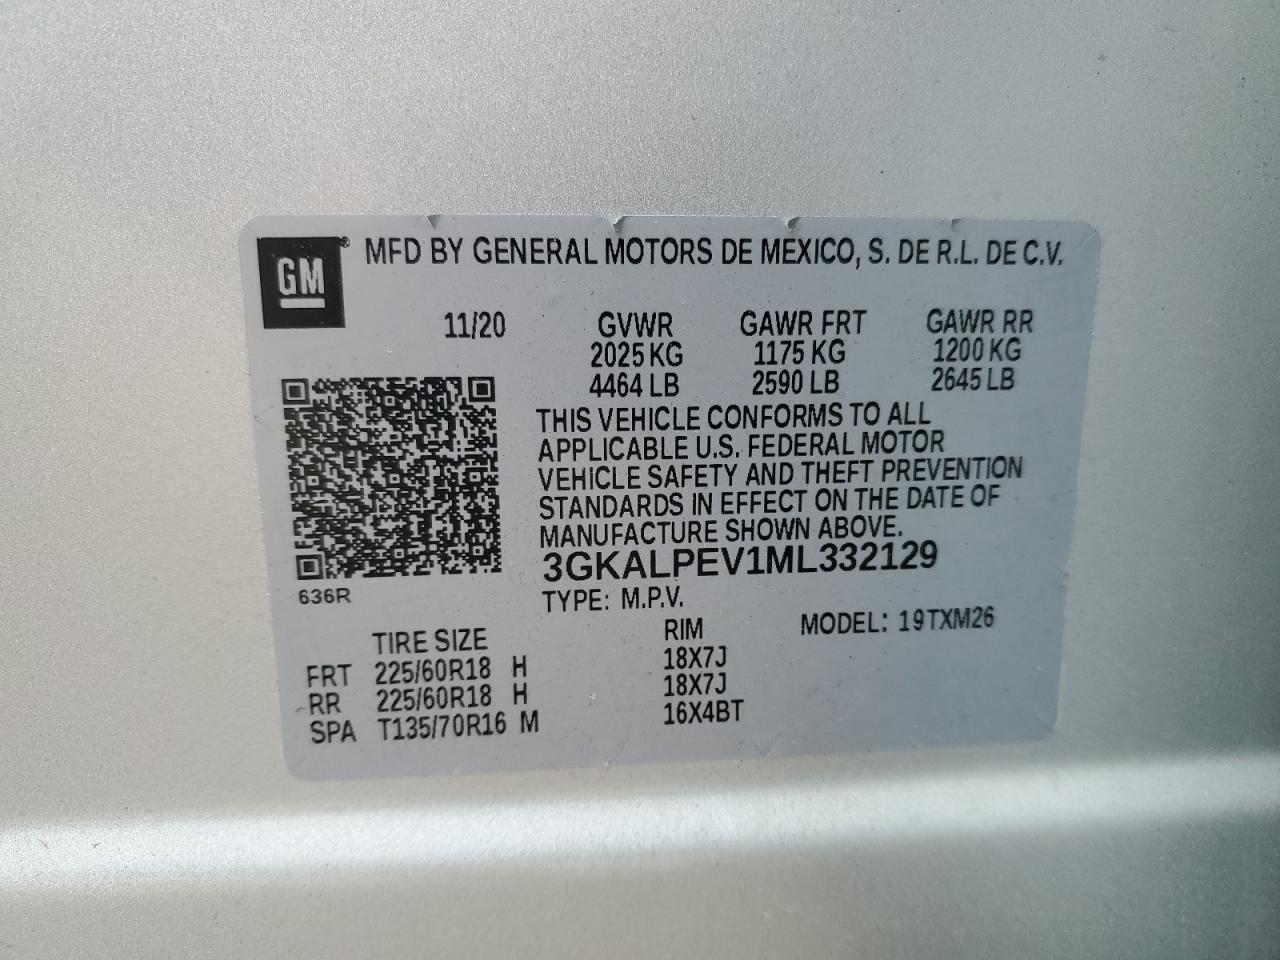 GM ® MFD BY GENERAL MOTORS DE MEXICO, S. DE R.L. DE C.V.
11/20 GVWR GAWR FRT GAWR RR
2025 KG 1175 KG 1200 KG
4464 LB 2590 LB 2645 LB
THIS VEHICLE CONFORMS TO ALL
APPLICABLE U.S. FEDERAL MOTOR
VEHICLE SAFETY AND THEFT PREVENTION
STANDARDS IN EFFECT ON THE DATE OF
MANUFACTURE SHOWN ABOVE.
3GKALPEV1ML332129
636R
TYPE: M.P.V. MODEL: 19TXM26
TIRE SIZE RIM
FRT 225/60R18 H 18X7J
RR 225/60R18 H 18X7J
SPA T135/70R16 M 16X4BT